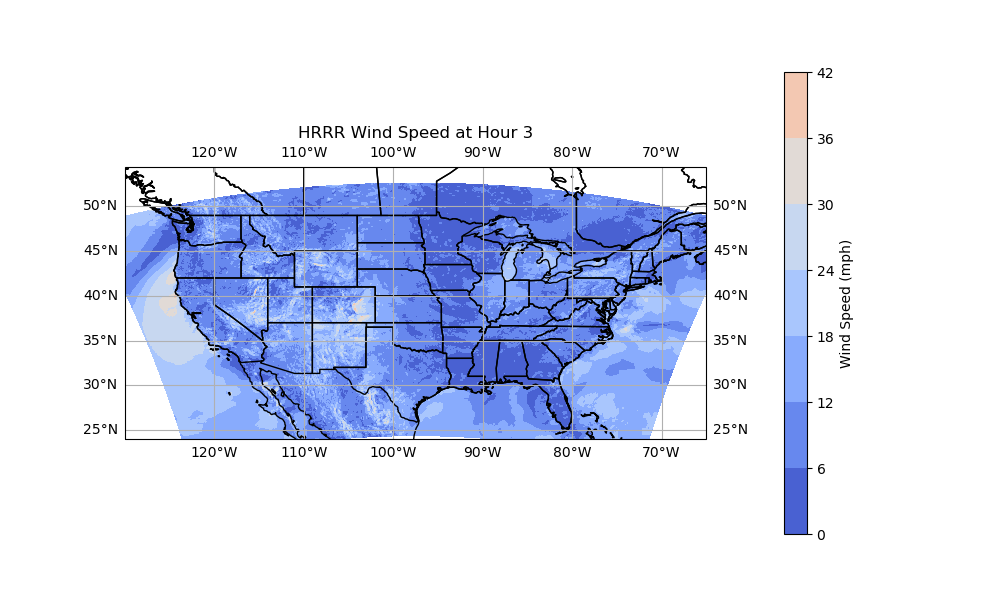 HRRR Wind Speed at Hour 3
120°W 110°W 100°W 90°W 80°W 70°W
50°N 50°N
45°N 45°N
40°N 40°N
35°N 35°N
30°N 30°N
25°N 25°N
120°W 110°W 100°W 90°W 80°W 70°W
42
36
30
24
18
12
6
0
Wind Speed (mph)